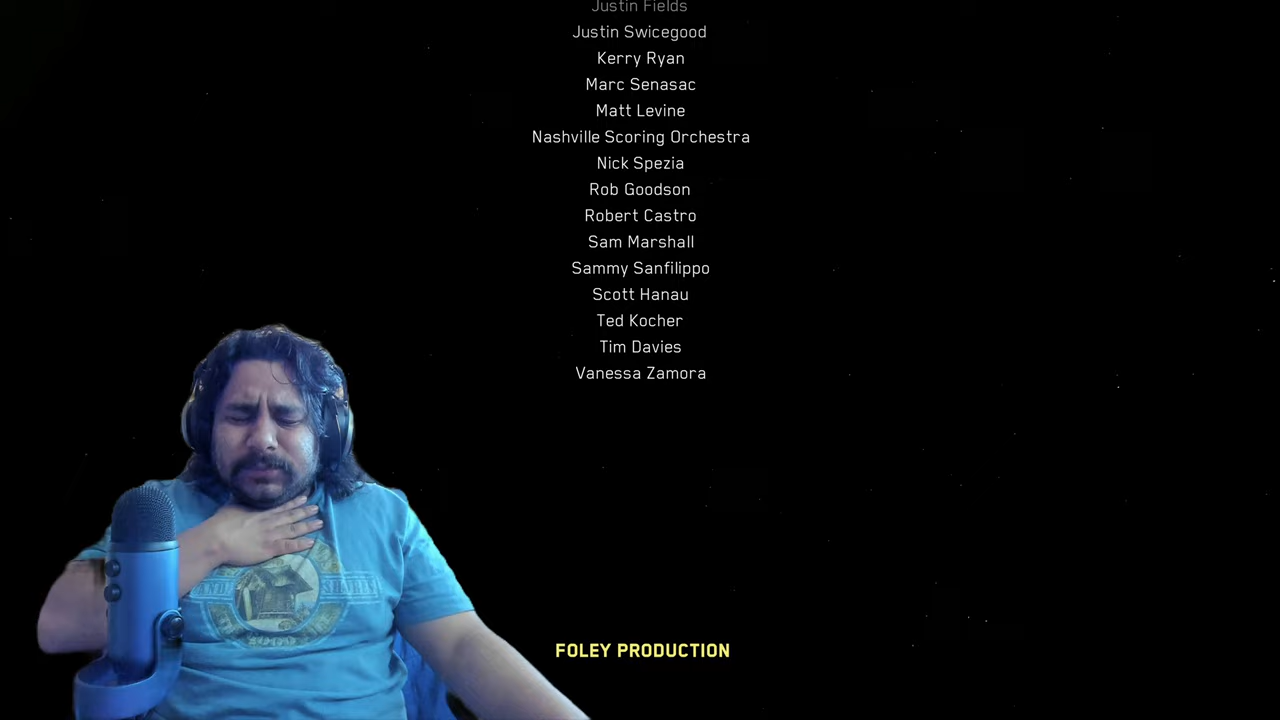 Justin Fields
Justin Swicegood
Kerry Ryan
Marc Senasac
Matt Levine
Nashville Scoring Orchestra
Nick Spezia
Rob Goodson
Robert Castro
Sam Marshall
Sammy Sanfilippo
Scott Hanau
Ted Kocher
Tim Davies
Vanessa Zamora
FOLEY PRODUCTION